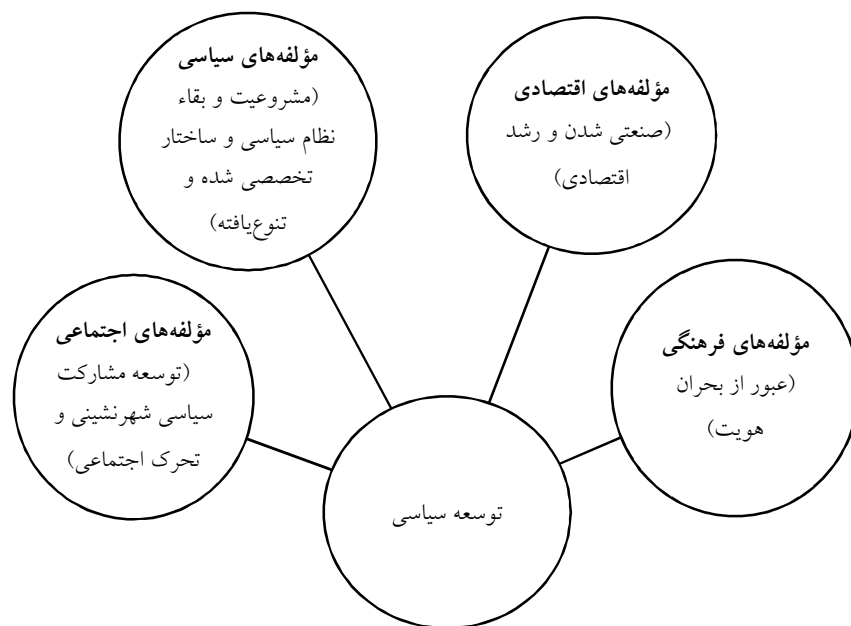 مؤلفه‌های سیاسی
(مشروعیت و بقاء
نظام سیاسی و ساختار
تخصصی شده و
تنوع‌یافته)
مؤلفه‌های اقتصادی
(صنعتی شدن و رشد
اقتصادی)
مؤلفه‌های اجتماعی
(توسعه مشارکت
سیاسی شهرنشینی و
تحرک اجتماعی)
مؤلفه‌های فرهنگی
(عبور از بحران
هویت)
توسعه سیاسی